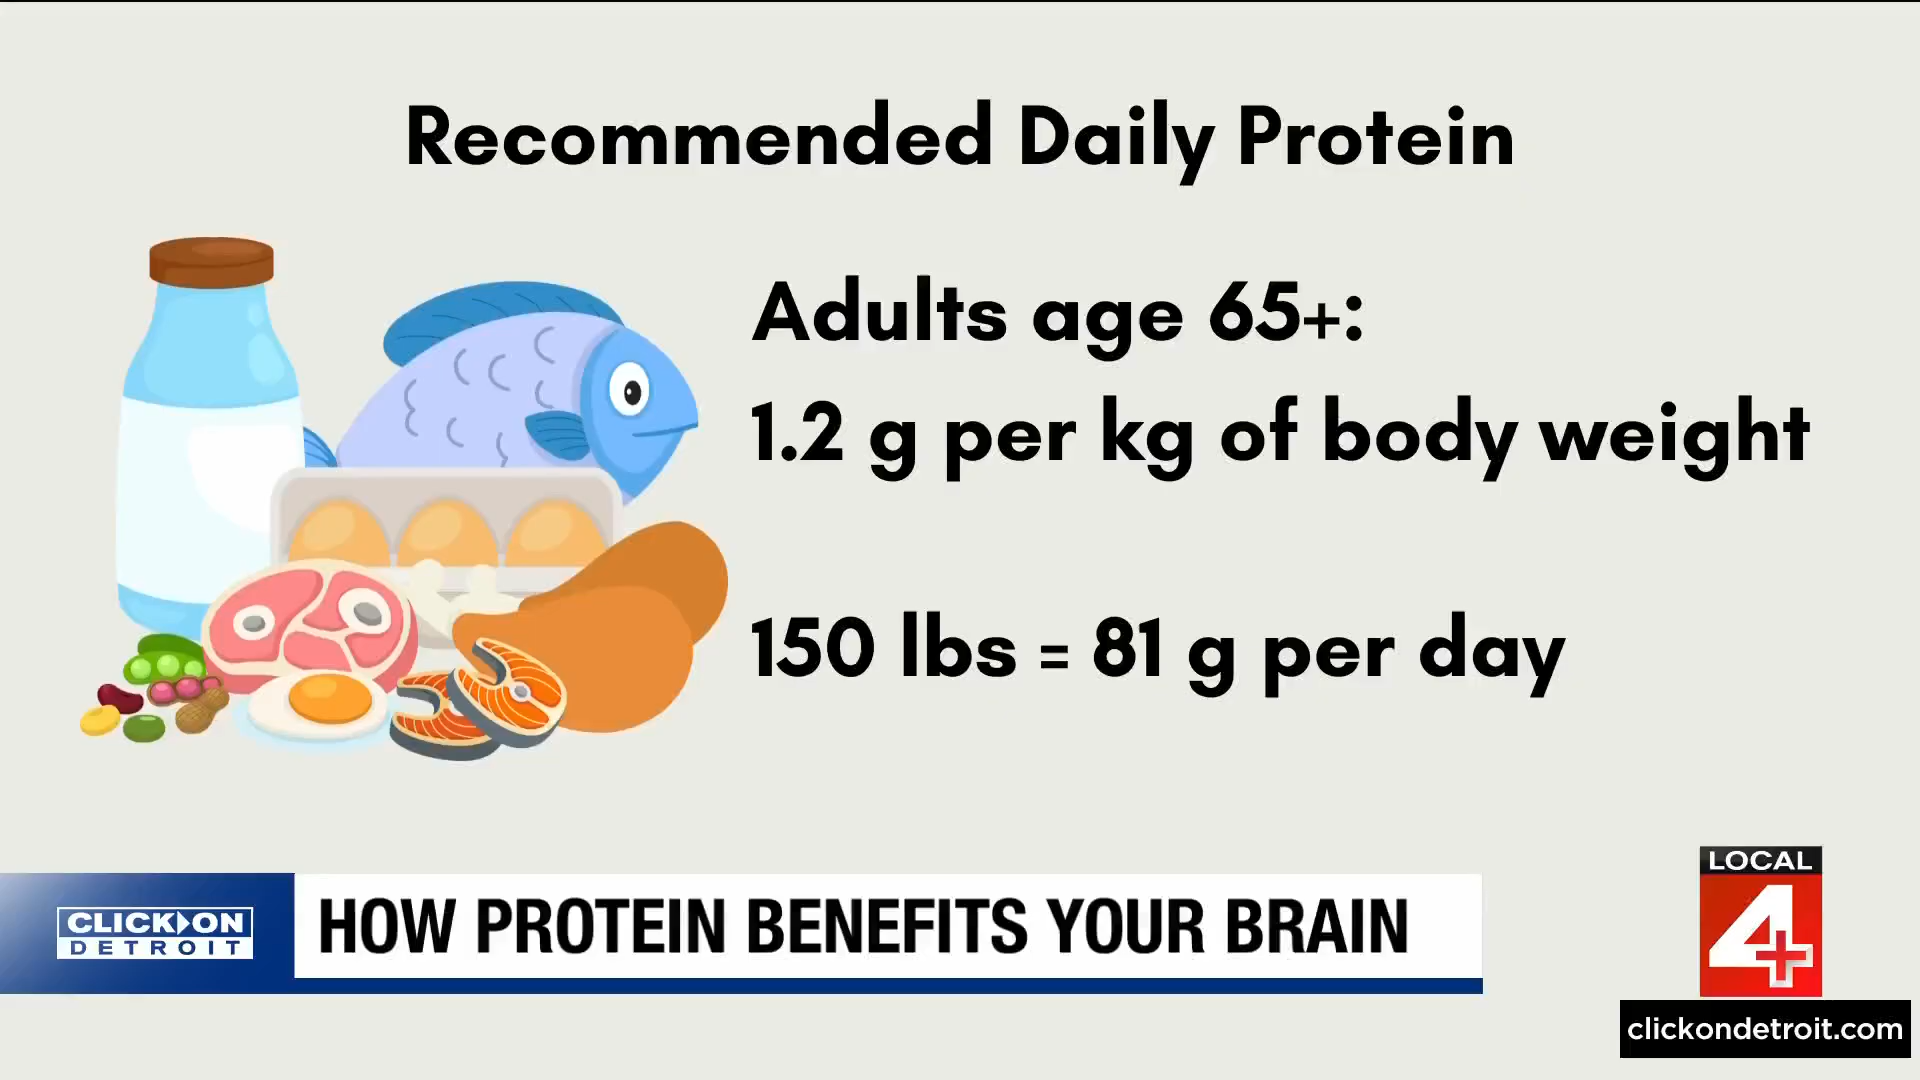 Recommended Daily Protein
Adults age 65+:
1.2 g per kg of body weight
150 lbs = 81 g per day
CLICK ON
DETROIT
HOW PROTEIN BENEFITS YOUR BRAIN
LOCAL
4+
clickondetroit.com